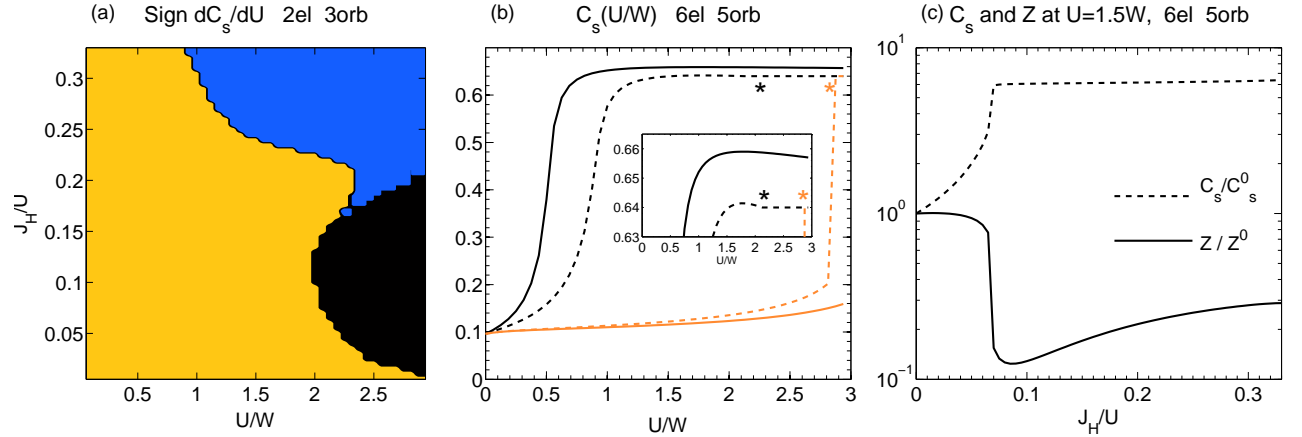 (a) Sign dC_s/dU 2el 3orb
J_H/U
0.3
0.25
0.2
0.15
0.1
0.05
0.5 1 1.5 2 2.5
U/W
(b) C_s(U/W) 6el 5orb
0.6
0.5
0.4
0.3
0.2
0.1
0
0 0.5 1 1.5 2 2.5 3
U/W
* *
0.66
0.65
0.64
0.63
0 0.5 1 1.5 2 2.5 3
U/W
* *
(c) C_s and Z at U=1.5W, 6el 5orb
10^1
10^0
10^-1
0 0.1 0.2 0.3
J_H/U
C_s/C^0_s
Z / Z^0